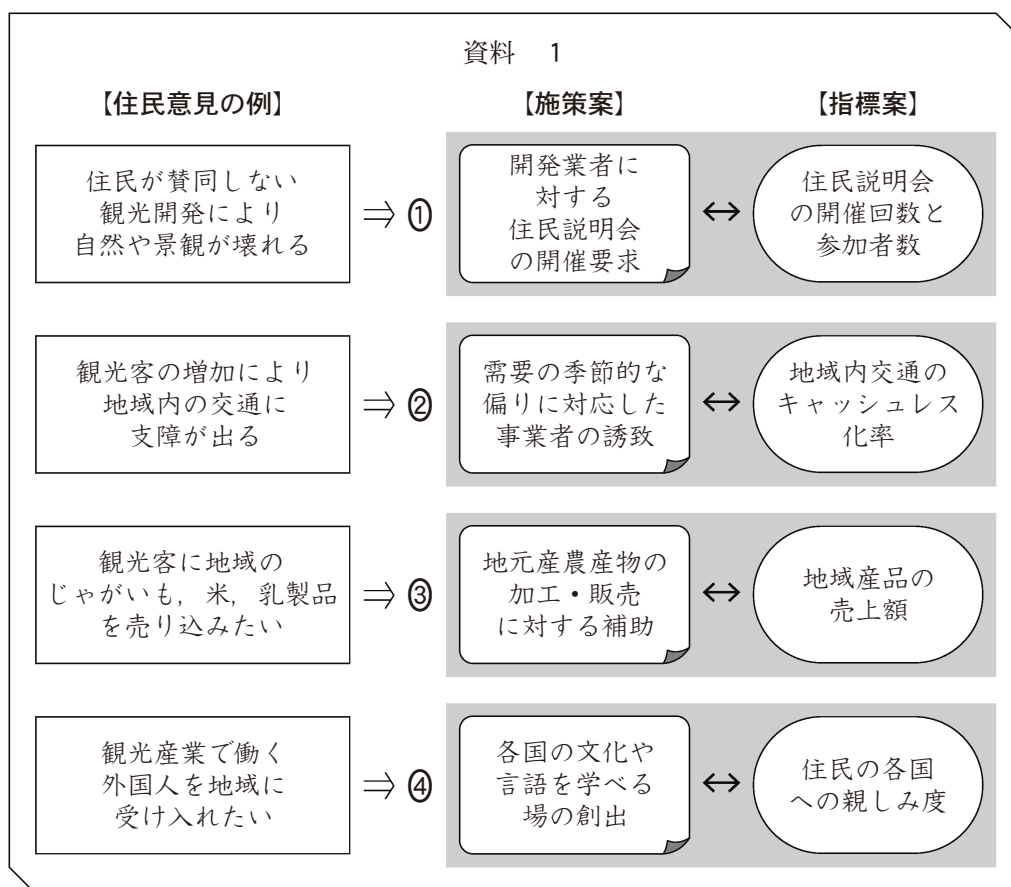 資料 1
【住民意見の例】
【施策案】
【指標案】
住民が賛同しない
観光開発により
自然や景観が壊れる
⇒ ①
開発業者に
対する
住民説明会
の開催要求
↔
住民説明会
の開催回数と
参加者数
観光客の増加により
地域内の交通に
支障が出る
⇒ ②
需要の季節的な
偏りに対応した
事業者の誘致
↔
地域内交通の
キャッシュレス
化率
観光客に地域の
じゃがいも，米，乳製品
を売り込みたい
⇒ ③
地元産農産物の
加工・販売
に対する補助
↔
地域産品の
売上額
観光産業で働く
外国人を地域に
受け入れたい
⇒ ④
各国の文化や
言語を学べる
場の創出
↔
住民の各国
への親しみ度